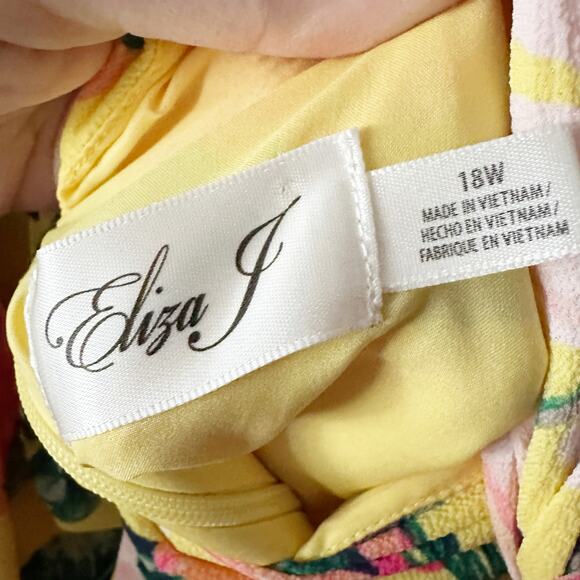 Eliza J
18W
MADE IN VIETNAM/
HECHO EN VIETNAM/
FABRIQUE EN VIETNAM